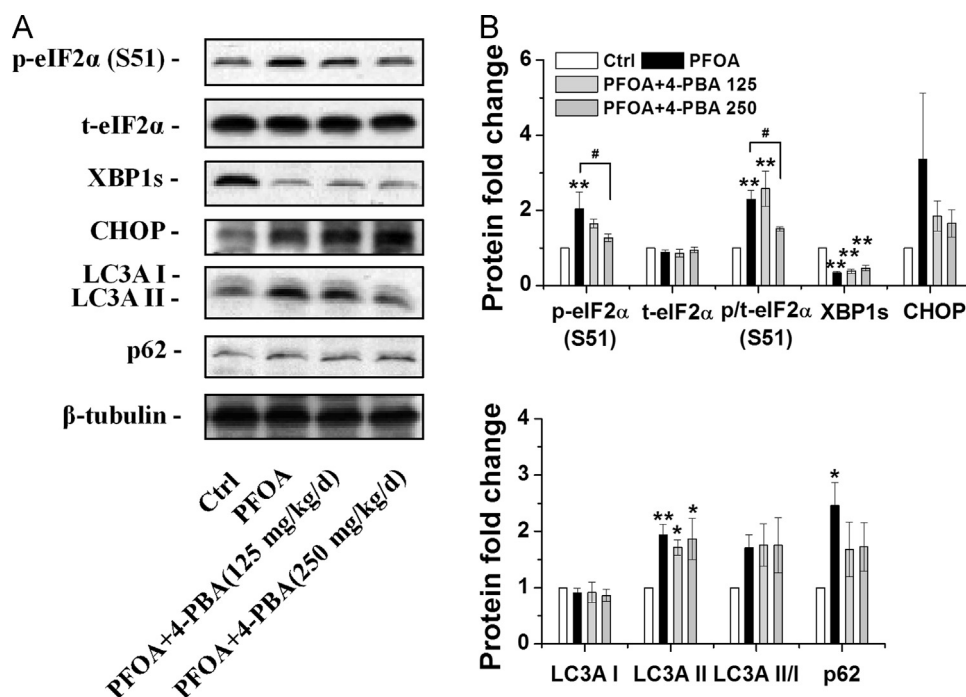 A
p-eIF2α (S51) -
t-eIF2α -
XBP1s -
CHOP -
LC3A I -
LC3A II -
p62 -
β-tubulin -
Ctrl
PFOA
PFOA+4-PBA(125 mg/kg/d)
PFOA+4-PBA(250 mg/kg/d)
B
Protein fold change
6
4
2
0
Ctrl PFOA
PFOA+4-PBA 125
PFOA+4-PBA 250
**
#
**
**
#
**
**
**
p-eIF2α (S51)
t-eIF2α
p/t-eIF2α (S51)
XBP1s
CHOP
Protein fold change
4
3
2
1
0
**
*
*
*
LC3A I LC3A II LC3A II/I p62